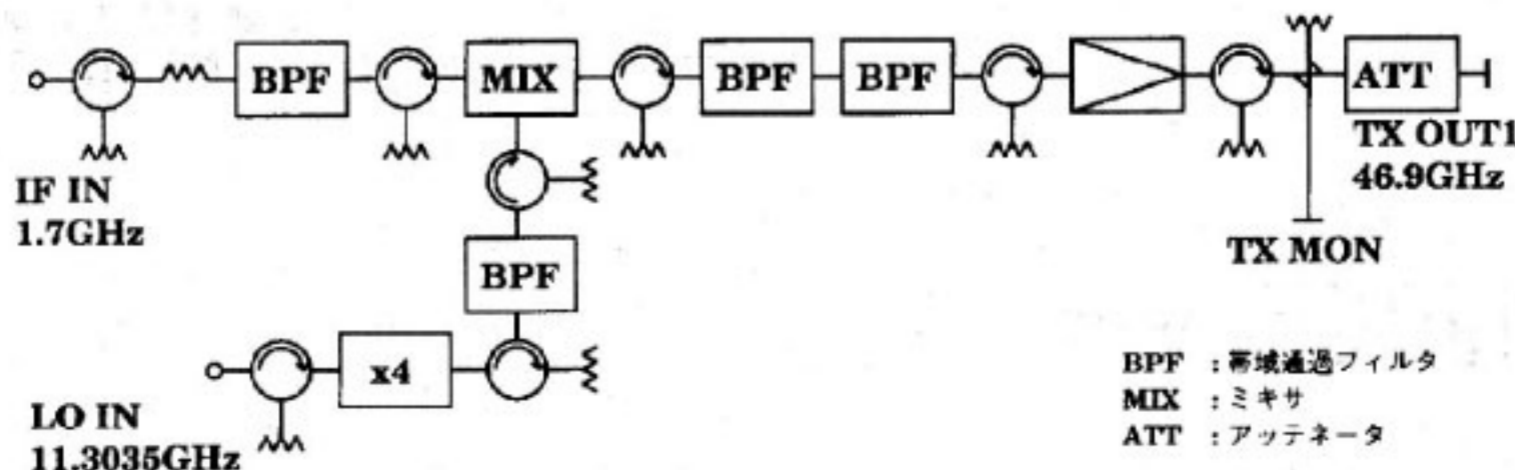 BPF
MIX
BPF
BPF
ATT
TX OUT1
46.9GHz
IF IN
1.7GHz
TX MON
BPF
x4
LO IN
11.3035GHz
BPF :帯域通過フィルタ
MIX :ミキサ
ATT :アッテネータ